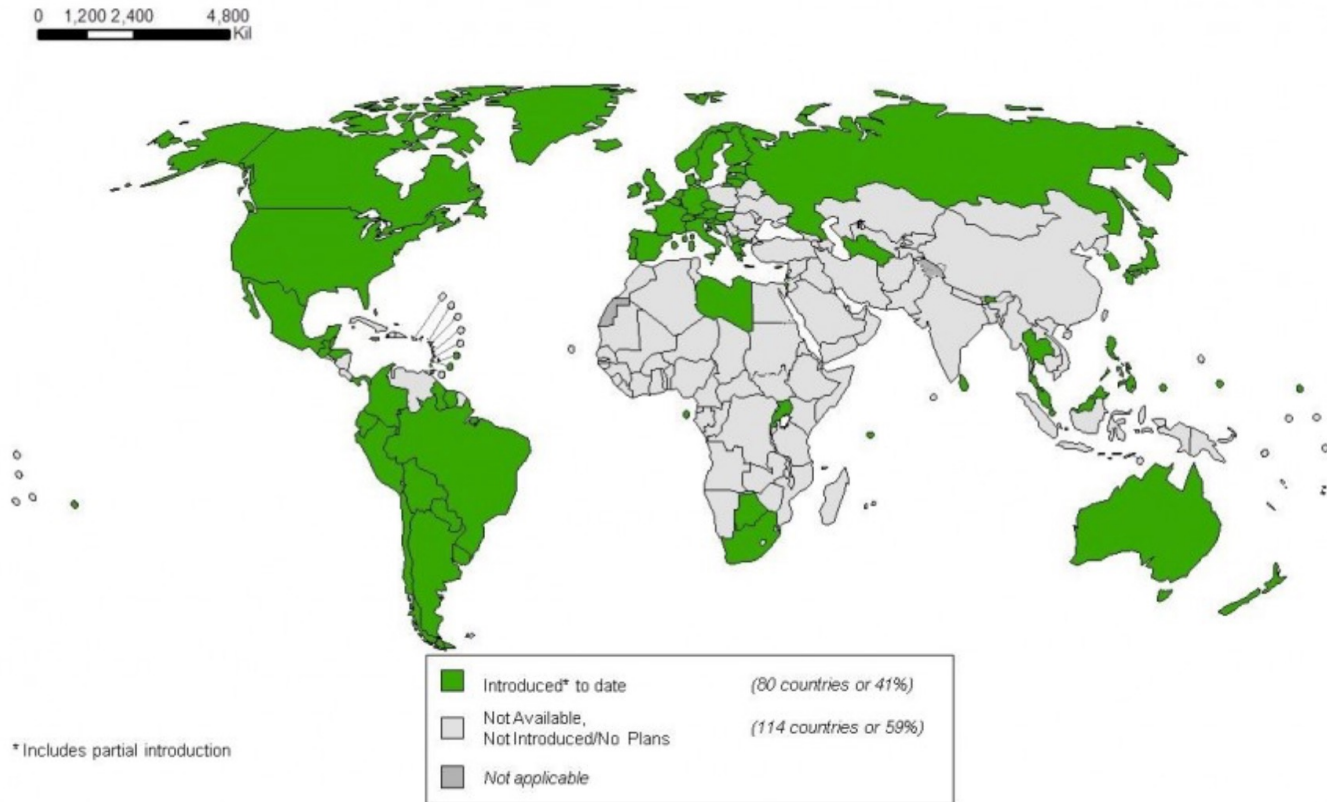 0 1,200 2,400 4,800
Kil
Introduced* to date (80 countries or 41%)
Not Available, (114 countries or 59%)
Not Introduced/No Plans
Not applicable
* Includes partial introduction